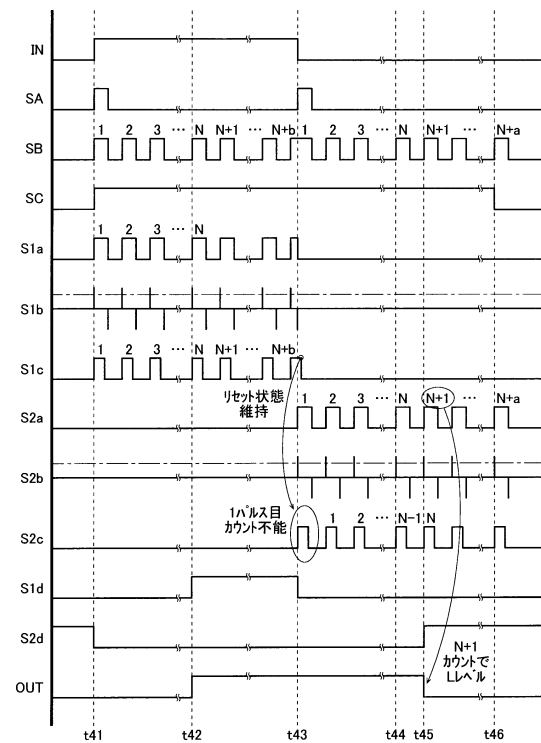 IN
SA
1 2 3 … N N+1 … N+b 1 2 3 … N N+1 … N+a
SB
SC
1 2 3 … N
S1a
S1b
1 2 3 … N N+1 … N+b
S1c
リセット状態
維持
1 2 3 … N N+1 … N+a
S2a
S2b
1パルス目
カウント不能
1 2 … N-1 N
S2c
S1d
S2d
N+1
カウントで
Lレベル
OUT
t41 t42 t43 t44 t45 t46